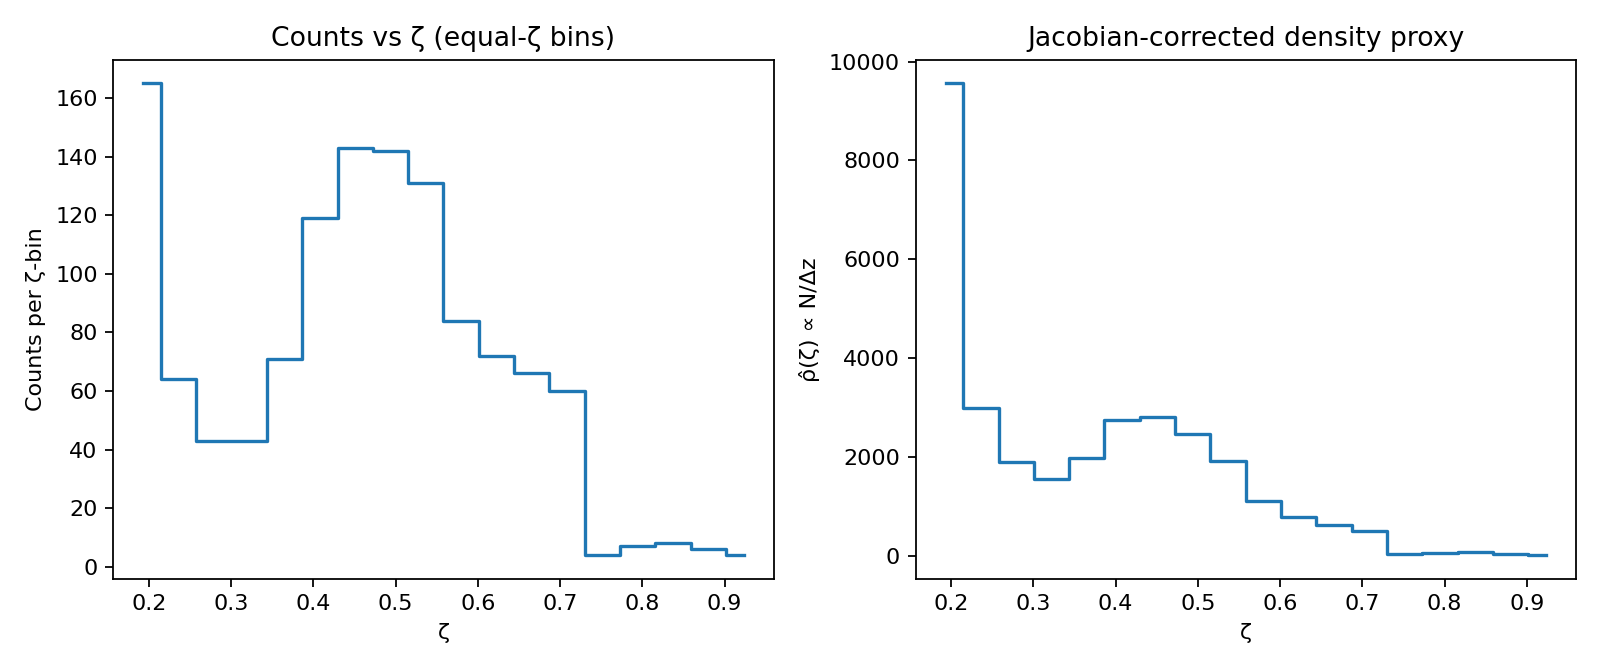 Counts vs ζ (equal-ζ bins)
Counts per ζ-bin
160
140
120
100
80
60
40
20
0
0.2 0.3 0.4 0.5 0.6 0.7 0.8 0.9
ζ
Jacobian-corrected density proxy
ρ̂(ζ) ∝ N/Δz
10000
8000
6000
4000
2000
0
0.2 0.3 0.4 0.5 0.6 0.7 0.8 0.9
ζ